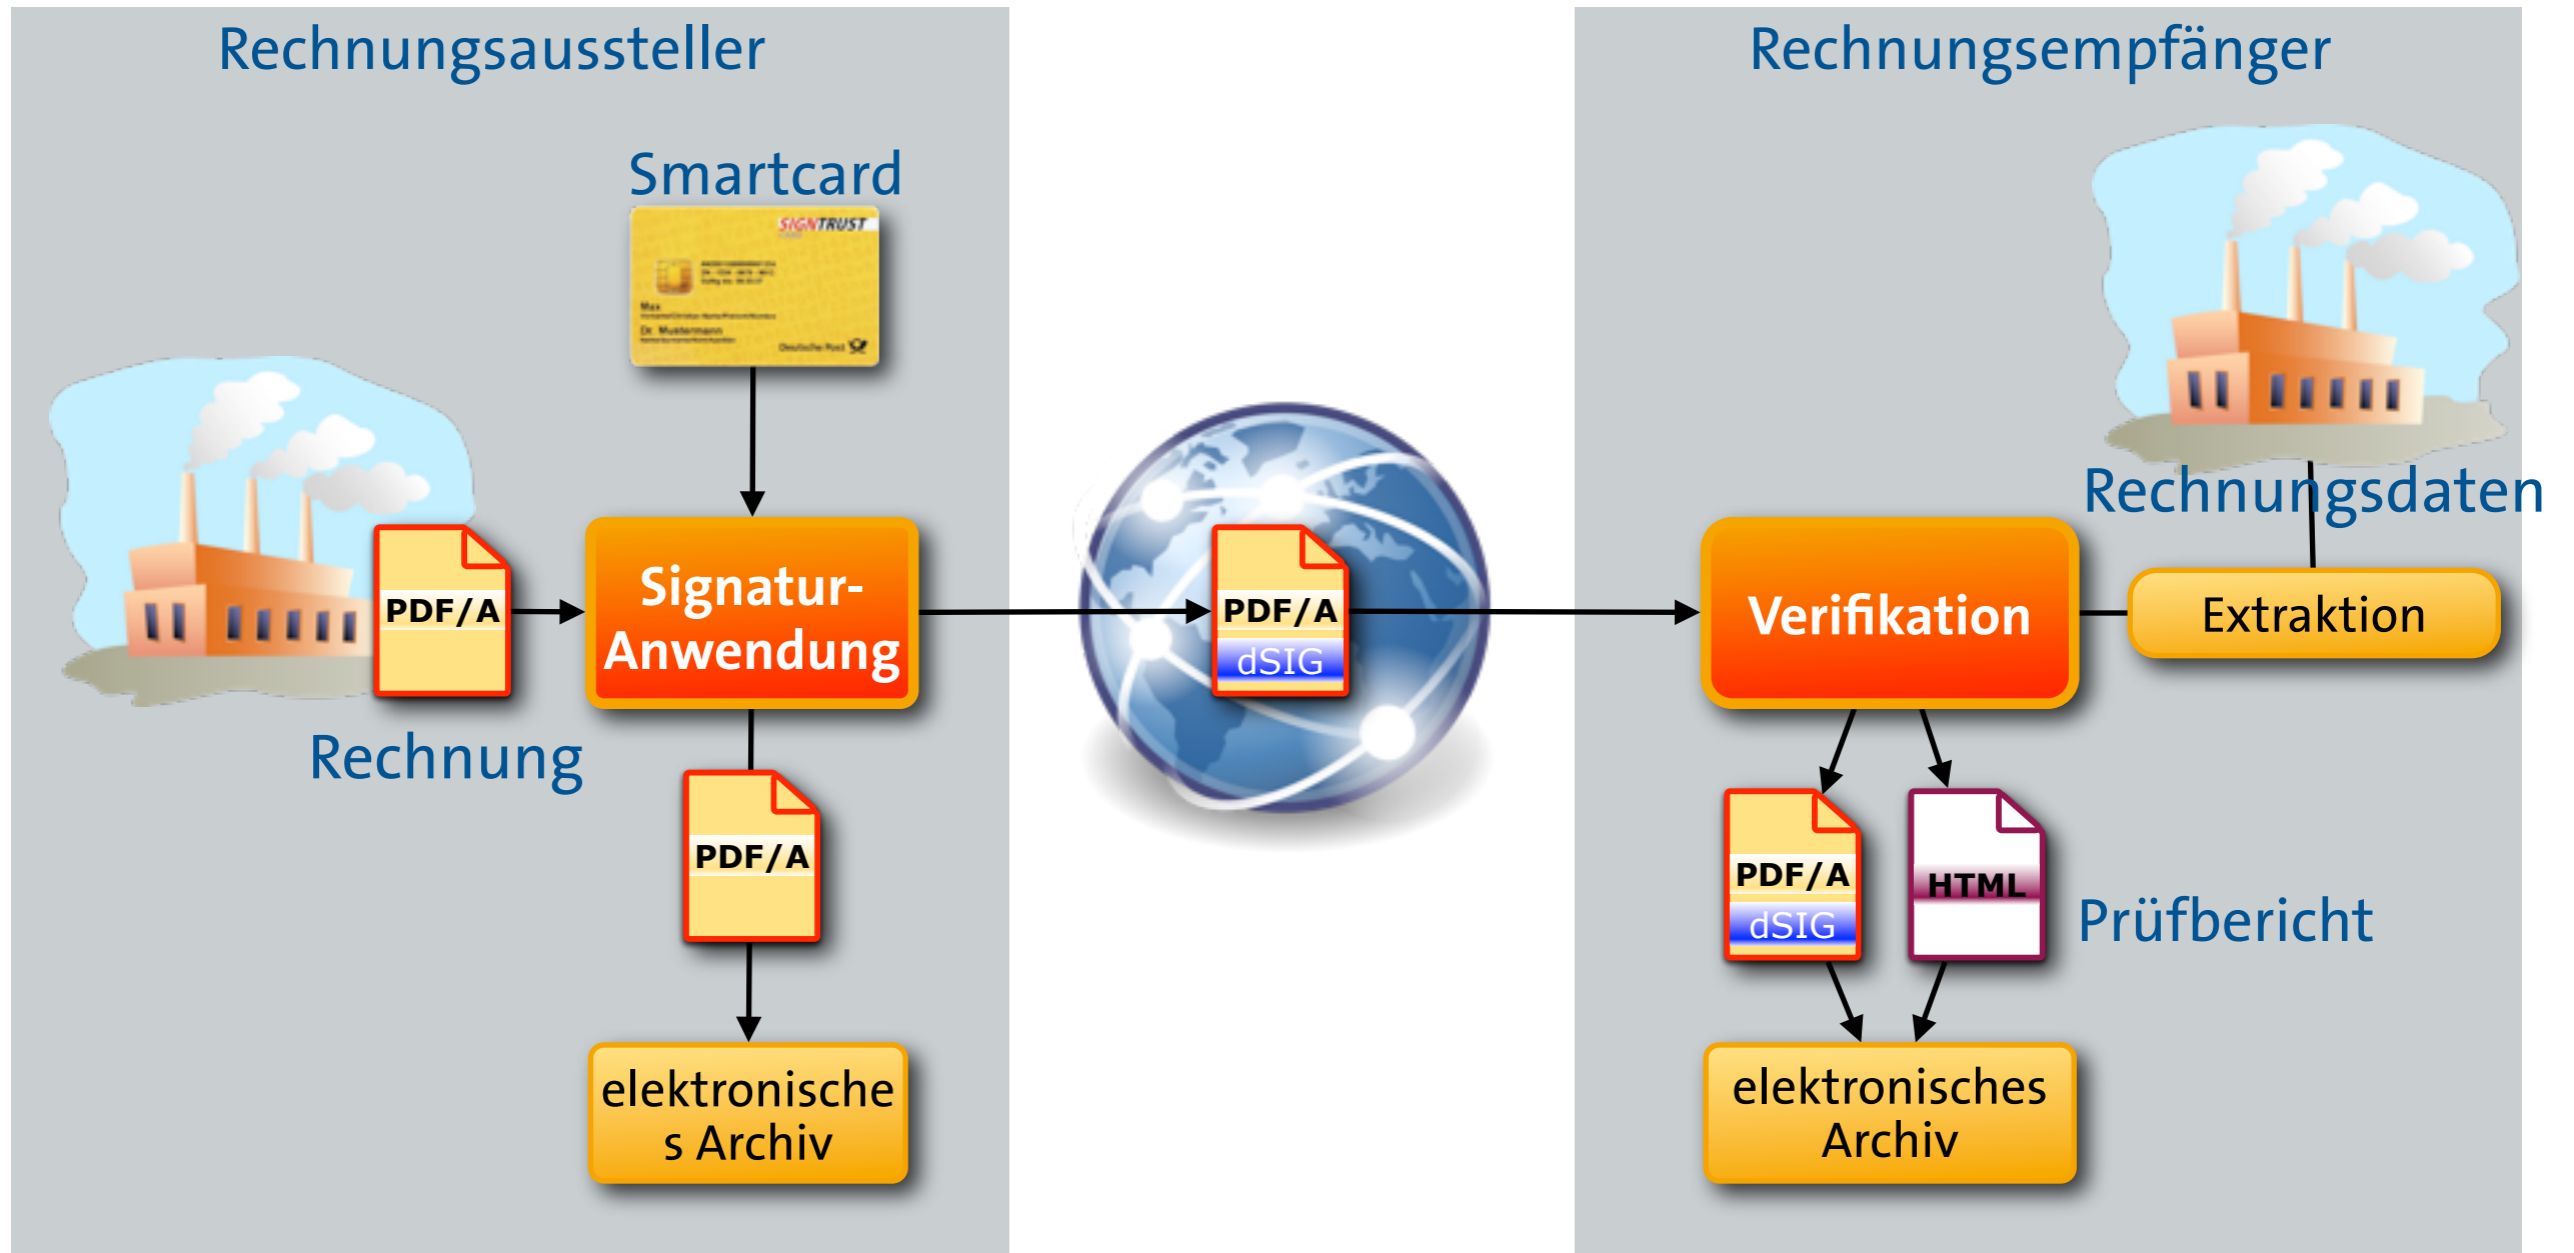 Rechnungsaussteller
Smartcard
SIGNTRUST
Max
Dr. Mustermann
Deutsche Post
PDF/A
Signatur-
Anwendung
Rechnung
PDF/A
elektronische
s Archiv
PDF/A
dSIG
Rechnungsempfänger
Rechnungsdaten
Verifikation
Extraktion
PDF/A
dSIG
HTML
Prüfbericht
elektronisches
Archiv